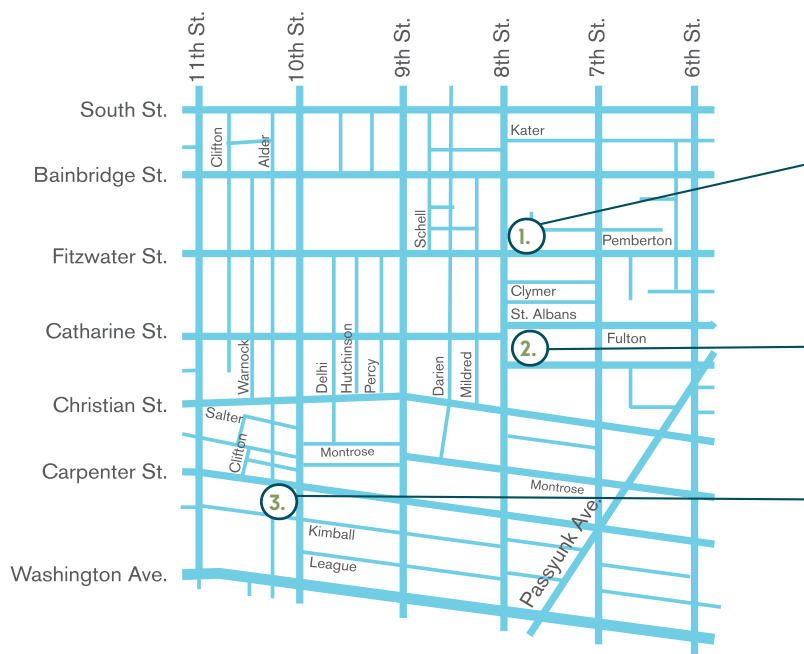 11th St.
10th St.
9th St.
8th St.
7th St.
6th St.
South St.
Kater
Clifton
Alder
Bainbridge St.
Schell
1.
Pemberton
Fitzwater St.
Clymer
St. Albans
Catharine St.
Fulton
2.
Warnock
Delhi
Hutchinson
Percy
Darien
Mildred
Christian St.
Salter
Clifton
Montrose
Carpenter St.
Montrose
3.
Kimball
Passyunk Ave.
League
Washington Ave.